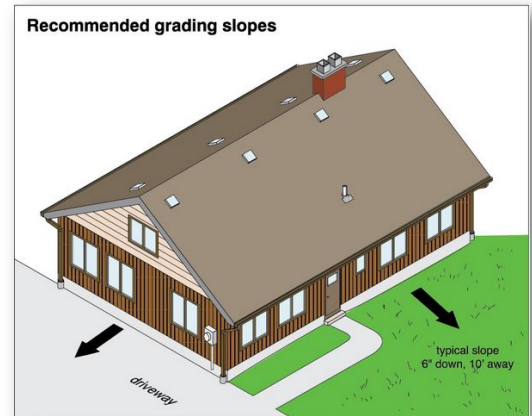 Recommended grading slopes
typical slope
6" down, 10' away
driveway